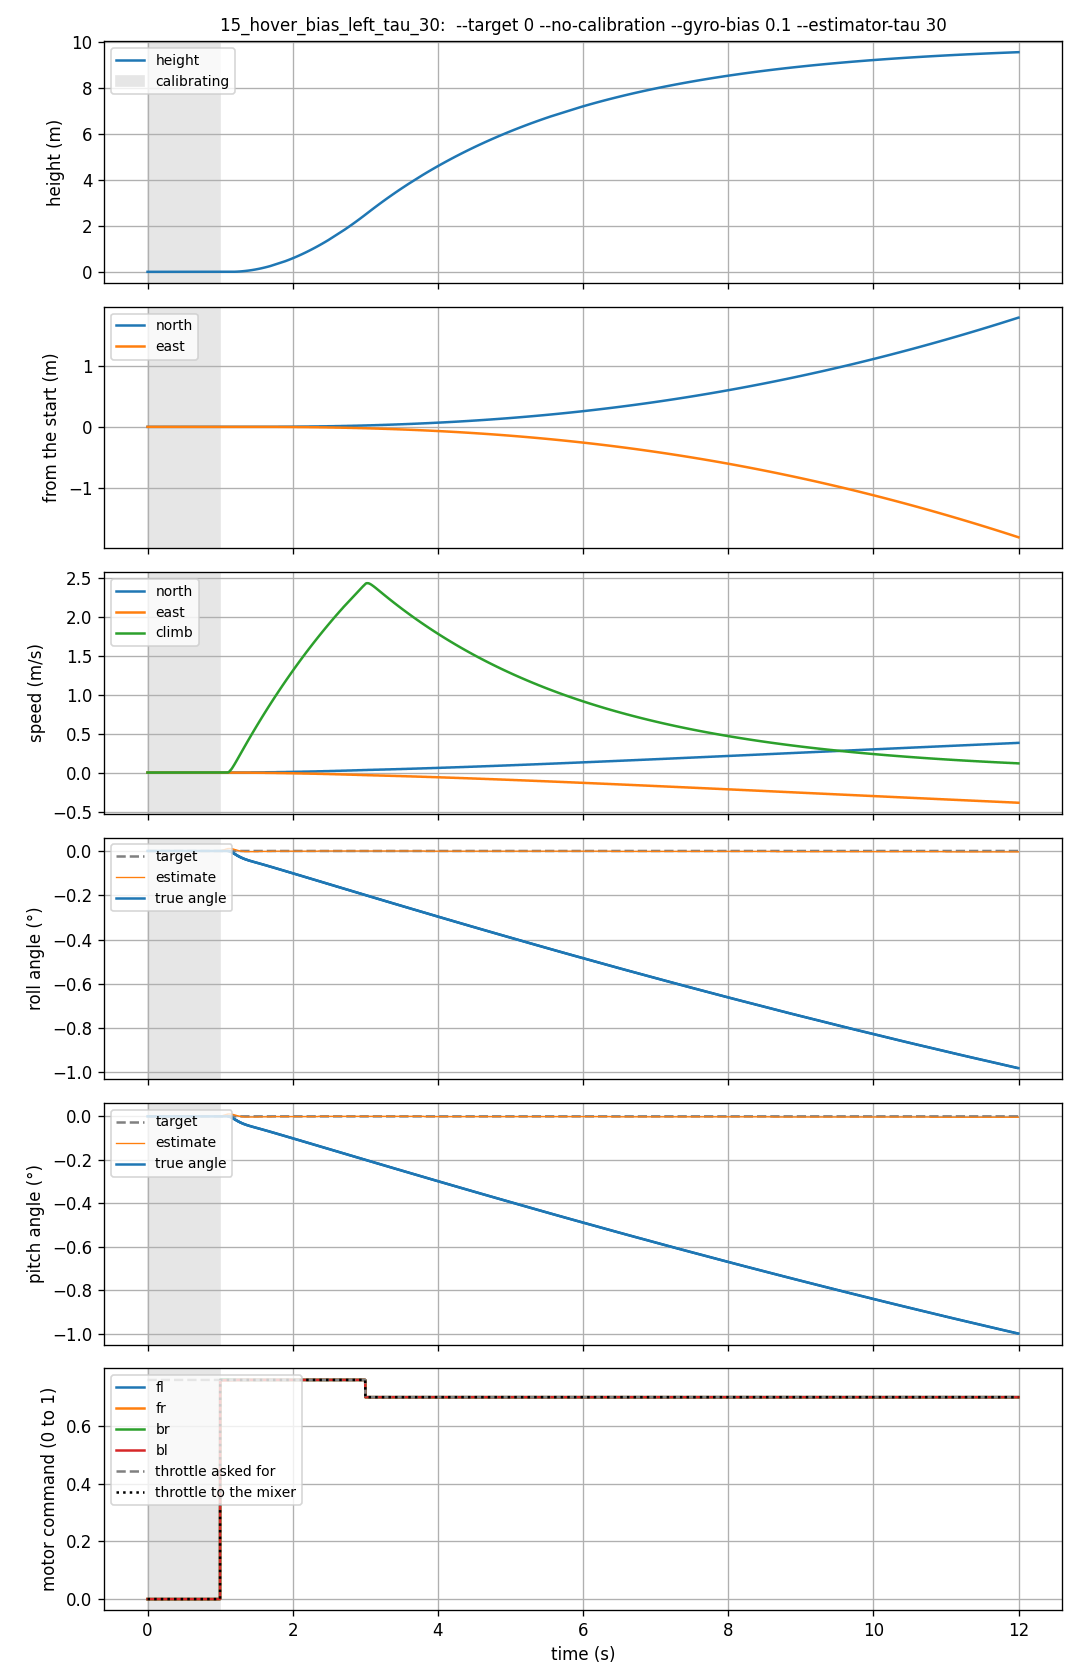 15_hover_bias_left_tau_30:  --target 0 --no-calibration --gyro-bias 0.1 --estimator-tau 30
height (m)
10
8
6
4
2
0
height
calibrating
from the start (m)
1
0
−1
north
east
speed (m/s)
2.5
2.0
1.5
1.0
0.5
0.0
−0.5
north
east
climb
roll angle (°)
0.0
−0.2
−0.4
−0.6
−0.8
−1.0
target
estimate
true angle
pitch angle (°)
0.0
−0.2
−0.4
−0.6
−0.8
−1.0
target
estimate
true angle
motor command (0 to 1)
0.6
0.4
0.2
0.0
fl
fr
br
bl
throttle asked for
throttle to the mixer
0 2 4 6 8 10 12
time (s)